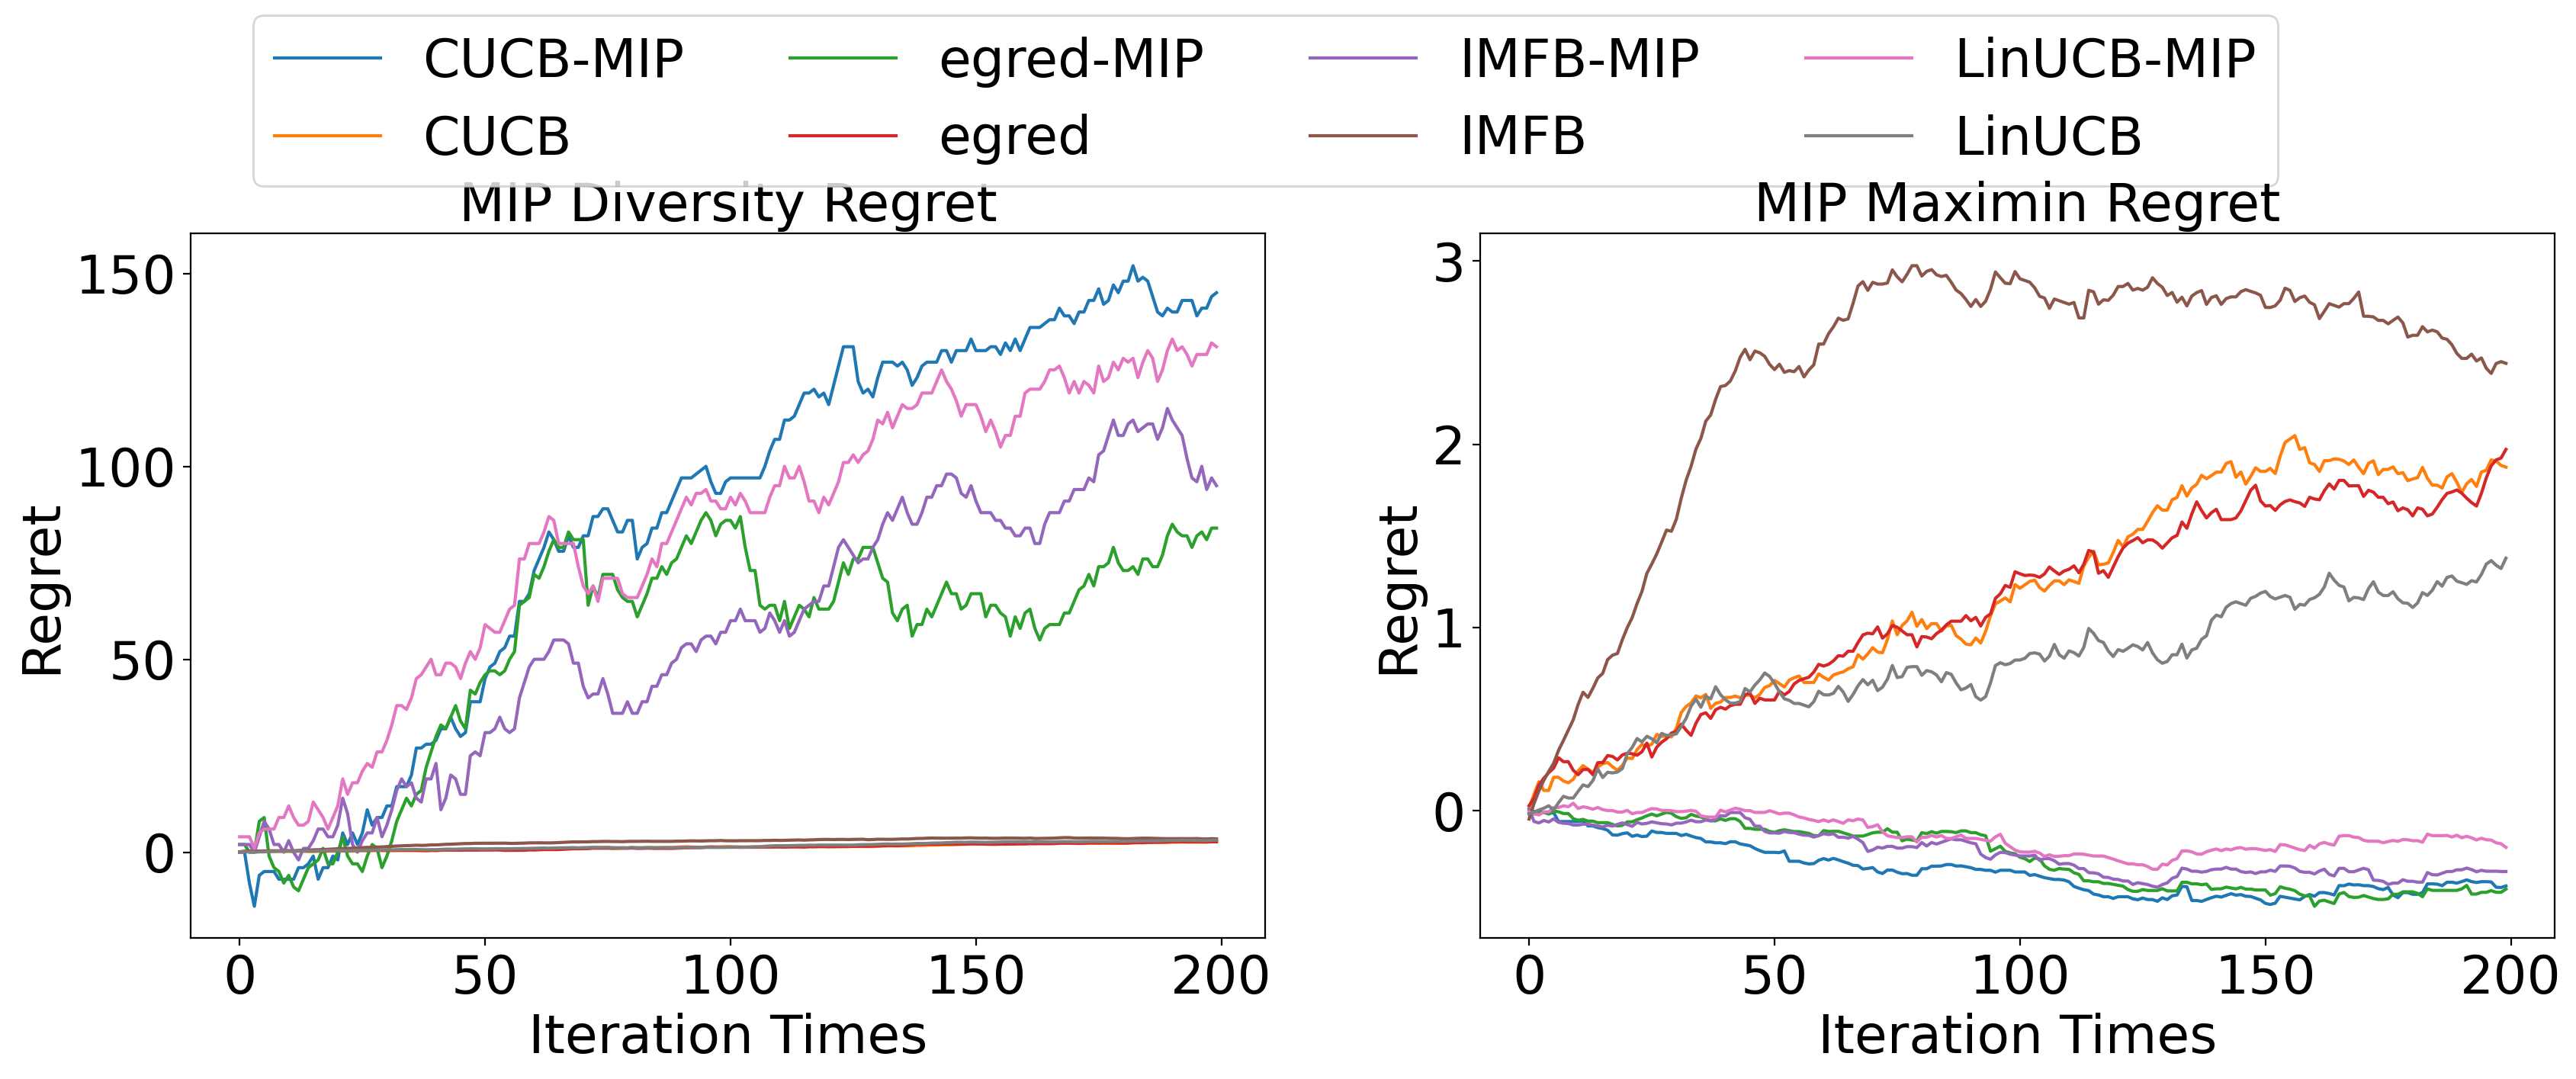 CUCB-MIP egred-MIP IMFB-MIP LinUCB-MIP
CUCB egred IMFB LinUCB
MIP Diversity Regret
150
100
50
0
Regret
0 50 100 150 200
Iteration Times
MIP Maximin Regret
3
2
1
0
Regret
0 50 100 150 200
Iteration Times